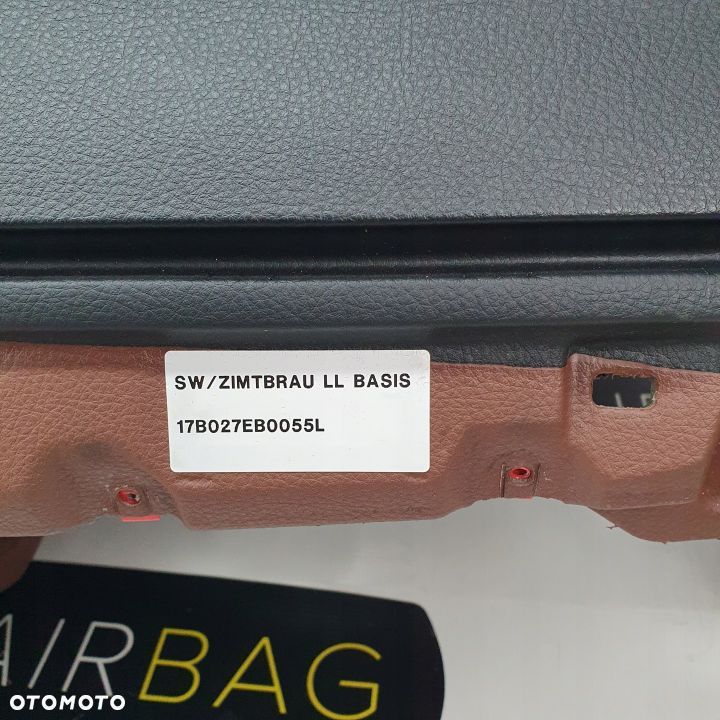 SW/ZIMTBRAU LL BASIS
17B027EB0055L
AIRBAG
OTOMOTO